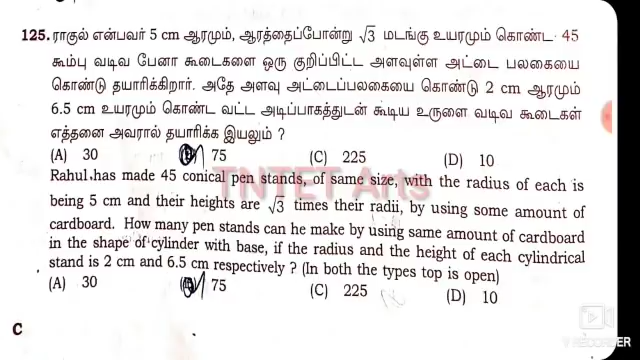 125. ராகுல் என்பவர் 5 cm ஆரமும், ஆரத்தைப்போன்று √3 மடங்கு உயரமும் கொண்ட 45
கூம்பு வடிவ பேனா கூடைகளை ஒரு குறிப்பிட்ட அளவுள்ள அட்டை பலகையை
கொண்டு தயாரிக்கிறார். அதே அளவு அட்டைப்பலகையை கொண்டு 2 cm ஆரமும்
6.5 cm உயரமும் கொண்ட வட்ட அடிப்பாகத்துடன் கூடிய உருளை வடிவ கூடைகள்
எத்தனை அவரால் தயாரிக்க இயலும் ?
(A) 30 (B) 75 (C) 225 (D) 10
TNTET Arts
Rahul has made 45 conical pen stands, of same size, with the radius of each is
being 5 cm and their heights are √3 times their radii, by using some amount of
cardboard. How many pen stands can he make by using same amount of cardboard
in the shape of cylinder with base, if the radius and the height of each cylindrical
stand is 2 cm and 6.5 cm respectively ? (In both the types top is open)
(A) 30 (B) 75 (C) 225 (D) 10
C
V RECORDER